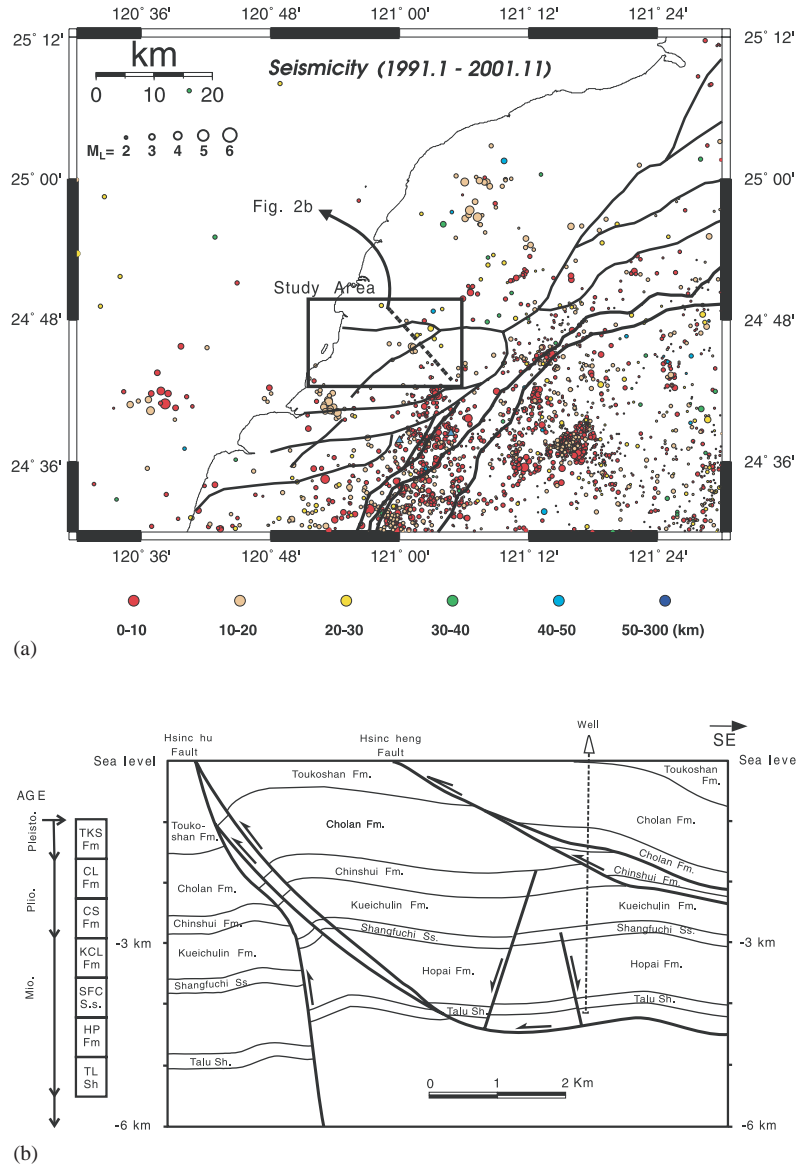 120° 36' 120° 48' 121° 00' 121° 12' 121° 24'
25° 12' 25° 12'
km
Seismicity (1991.1 - 2001.11)
0 10 20
M_L= 2 3 4 5 6
25° 00' 25° 00'
Fig. 2b
Study Area
24° 48' 24° 48'
24° 36' 24° 36'
120° 36' 120° 48' 121° 00' 121° 12' 121° 24'
0-10 10-20 20-30 30-40 40-50 50-300 (km)
(a)
Hsinc hu
Fault
Hsinc heng
Fault
Well
SE
Sea level
Sea leve
AGE
Pleisto.
Plio.
Mio.
TKS
Fm
CL
Fm
CS
Fm
KCL
Fm
SFC
S.s.
HP
Fm
TL
Sh
Toukoshan Fm.
Toukoshan
Fm.
Touko-
shan Fm.
Cholan Fm.
Cholan Fm.
Cholan Fm.
Chinshui Fm.
Chinshui Fm.
Kueichulin Fm.
Kueichulin Fm.
Cholan Fm.
Chinshui Fm.
Shangfuchi Ss.
Shangfuchi Ss.
-3 km
-3 km
Kueichulin Fm.
Hopai Fm.
Hopai Fm.
Shangfuchi Ss.
Talu Sh.
Talu Sh.
Talu Sh.
0 1 2 Km
-6 km
-6 km
(b)